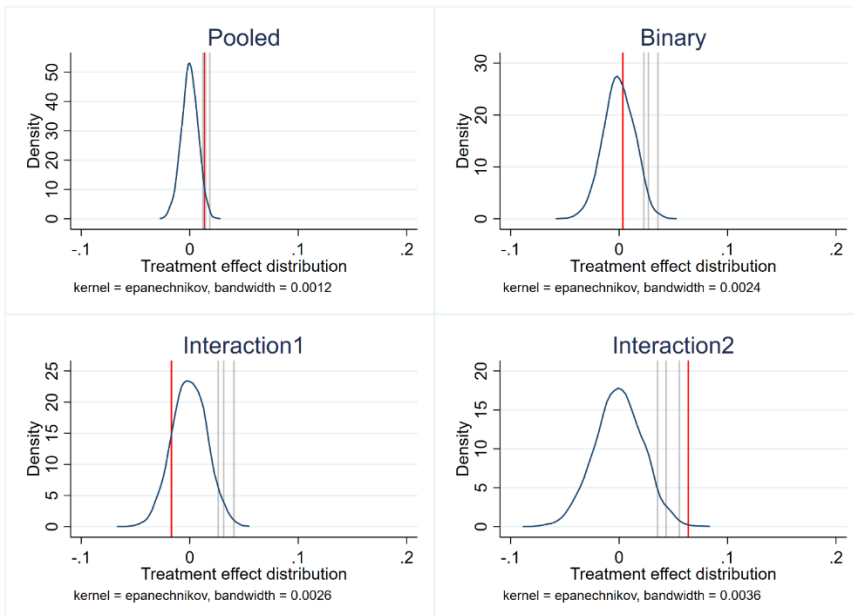 Pooled
Density
50
40
30
20
10
0
-.1 0 .1 .2
Treatment effect distribution
kernel = epanechnikov, bandwidth = 0.0012
Binary
Density
30
20
10
0
-.1 0 .1 .2
Treatment effect distribution
kernel = epanechnikov, bandwidth = 0.0024
Interaction1
Density
25
20
15
10
5
0
-.1 0 .1 .2
Treatment effect distribution
kernel = epanechnikov, bandwidth = 0.0026
Interaction2
Density
20
15
10
5
0
-.1 0 .1 .2
Treatment effect distribution
kernel = epanechnikov, bandwidth = 0.0036